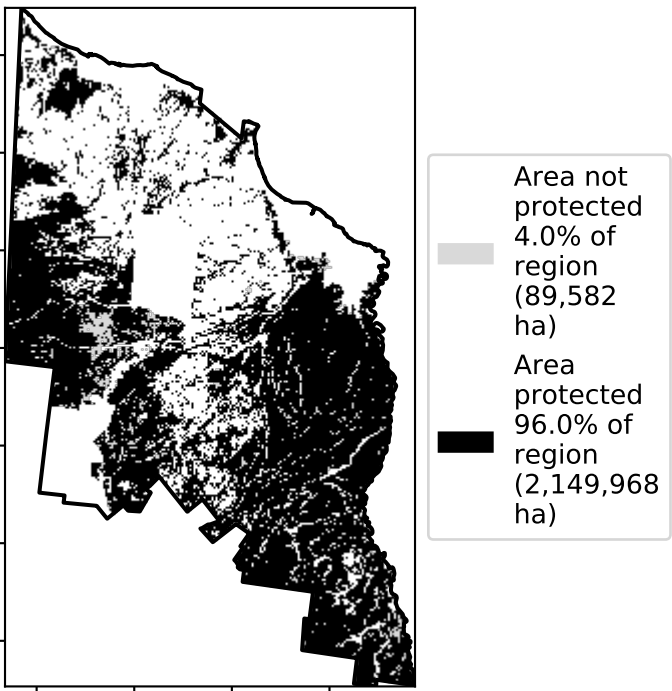 Area not
protected
4.0% of
region
(89,582
ha)
Area
protected
96.0% of
region
(2,149,968
ha)